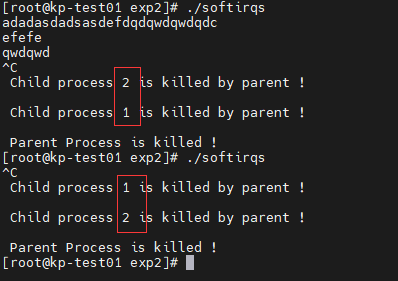 [root@kp-test01 exp2]# ./softirqs
adadasdadsasdefdqdqwdqwdwqdc
efefe
qwdqwd
^C
Child process 2 is killed by parent !
Child process 1 is killed by parent !
Parent Process is killed !
[root@kp-test01 exp2]# ./softirqs
^C
Child process 1 is killed by parent !
Child process 2 is killed by parent !
Parent Process is killed !
[root@kp-test01 exp2]#